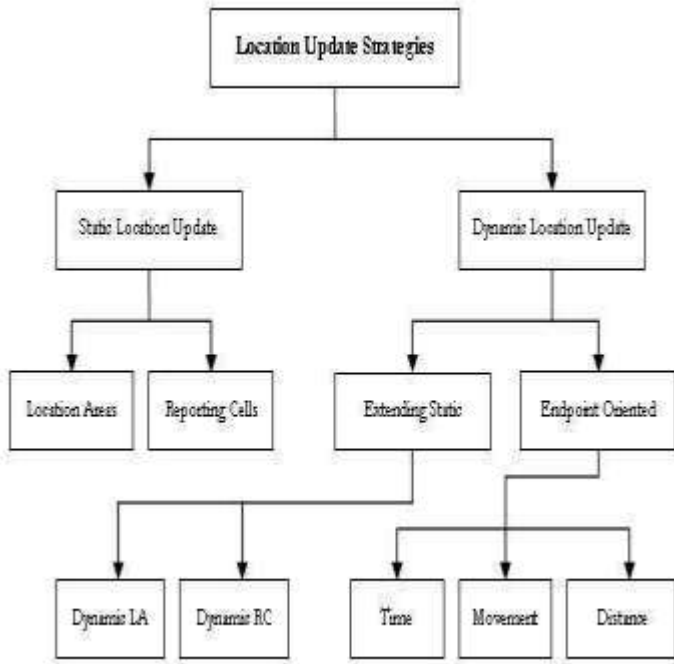 Location Update Strategies
Static Location Update
Dynamic Location Update
Location Areas
Reporting Cells
Extending Static
Endpoint Oriented
Dynamic LA
Dynamic RC
Time
Movement
Distance